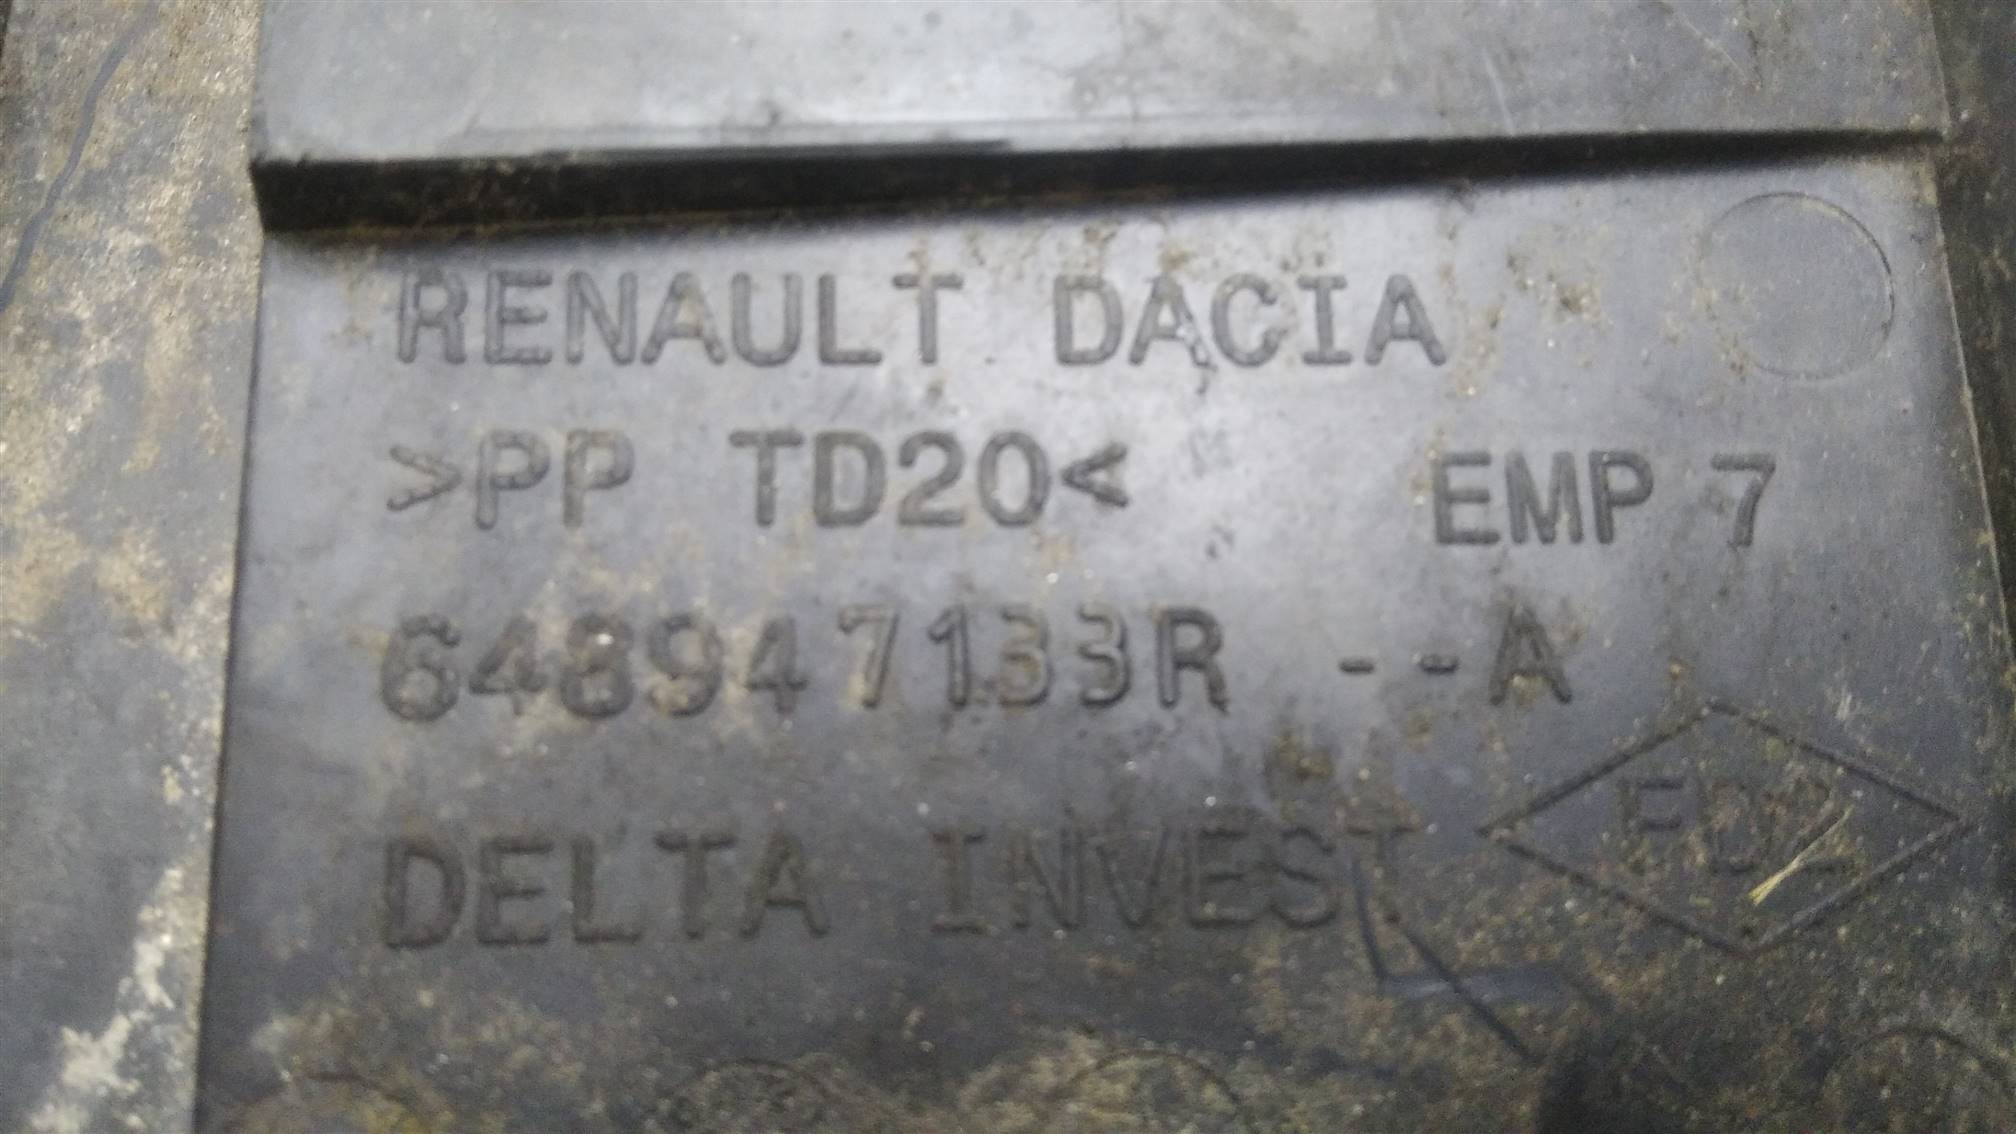 RENAULT DACIA
>PP TD20< EMP 7
648947133R --A
DELTA INVEST